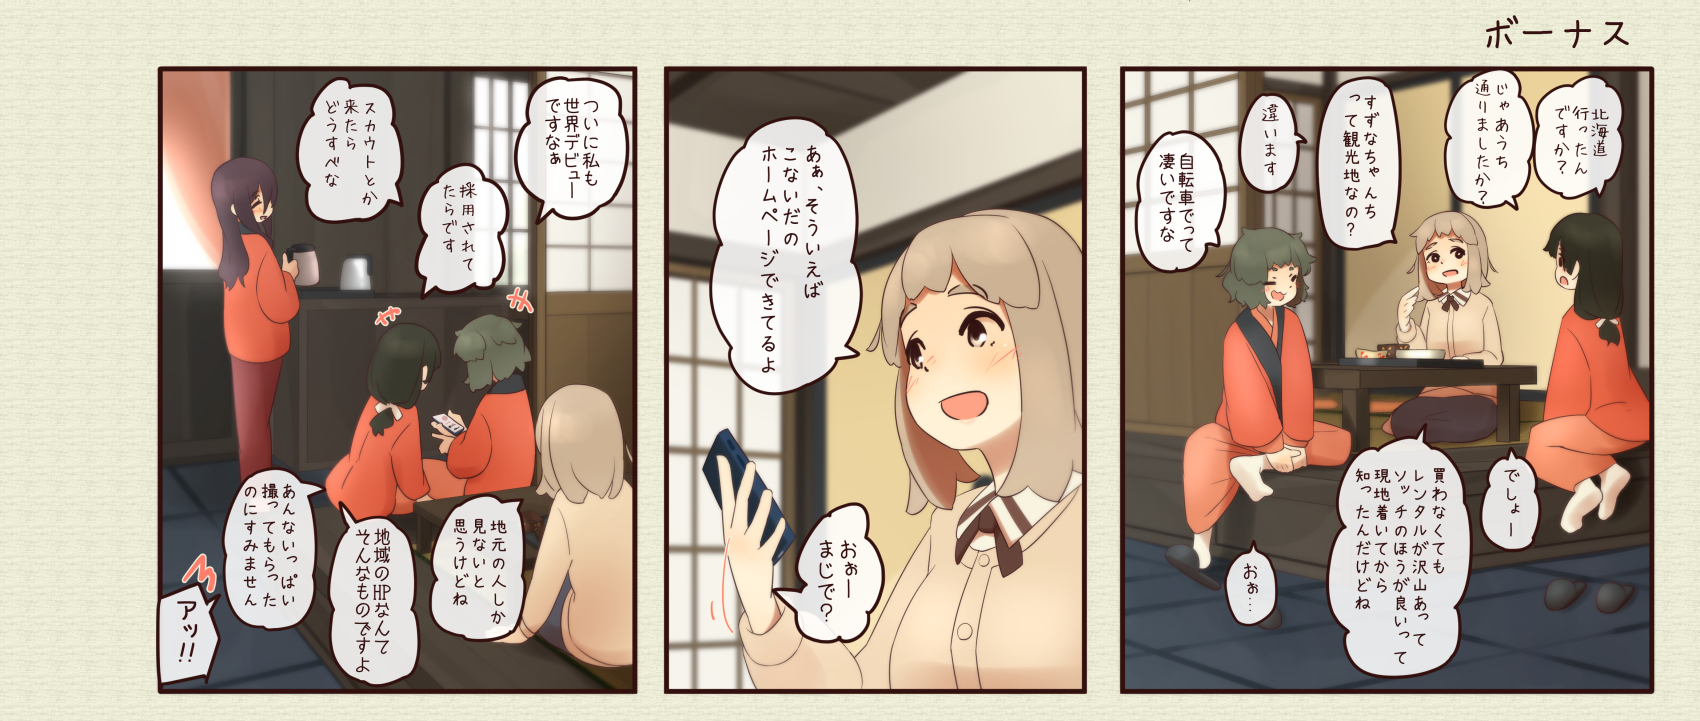 ボーナス
北海道
行ったん
ですか?
じゃあうち
通りましたか?
すずなちゃんち
って観光地なの?
違います
自転車でって
凄いですな
でしょー
買わなくても
レンタルが沢山あって
ソッチのほうが良いって
現地着いてから
知ったんだけどね
おぉ…
あぁ、そういえば
こないだの
ホームページできてるよ
おぉー
まじで?
ついに私も
世界デビュー
ですなぁ
スカウトとか
来たら
どうすべな
採用されて
たらです
地元の人しか
見ないと
思うけどね
地域のHPなんて
そんなものですよ
あんないっぱい
撮ってもらった
のにすみません
アッ!!